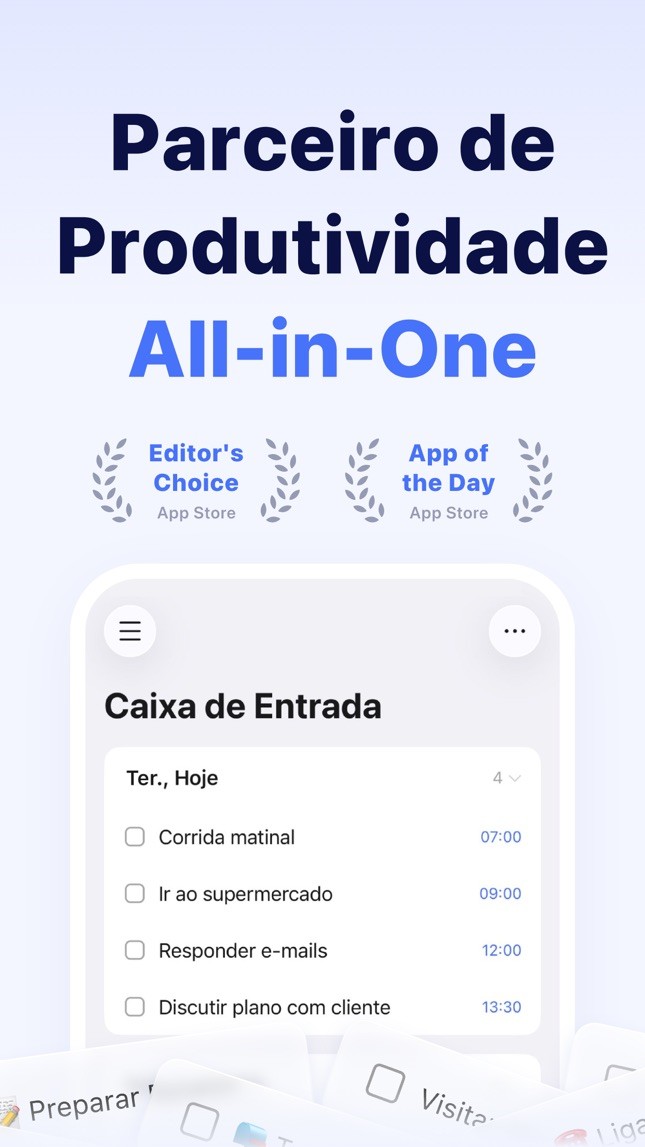 Parceiro de
Produtividade
All-in-One
Editor's
Choice
App Store
App of
the Day
App Store
Caixa de Entrada
Ter., Hoje
4
Corrida matinal
07:00
Ir ao supermercado
09:00
Responder e-mails
12:00
Discutir plano com cliente
13:30
Preparar